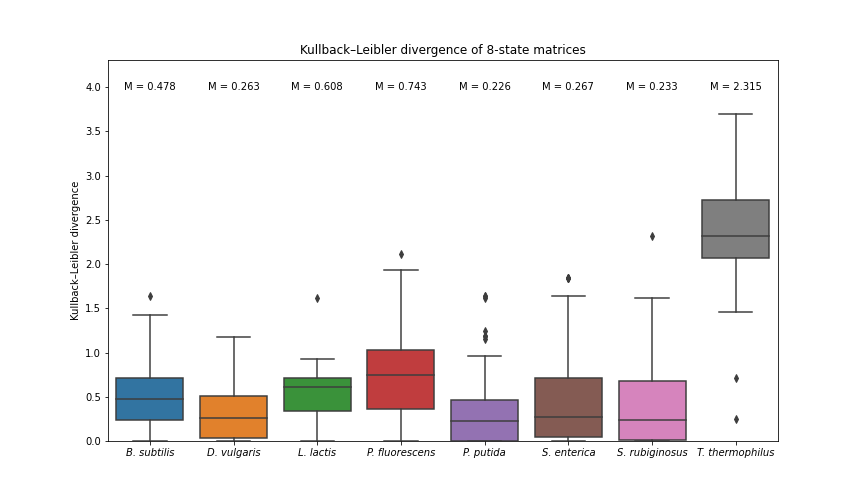 Kullback–Leibler divergence of 8-state matrices
M = 0.478 M = 0.263 M = 0.608 M = 0.743 M = 0.226 M = 0.267 M = 0.233 M = 2.315
Kullback–Leibler divergence
4.0
3.5
3.0
2.5
2.0
1.5
1.0
0.5
0.0
B. subtilis D. vulgaris L. lactis P. fluorescens P. putida S. enterica S. rubiginosus T. thermophilus